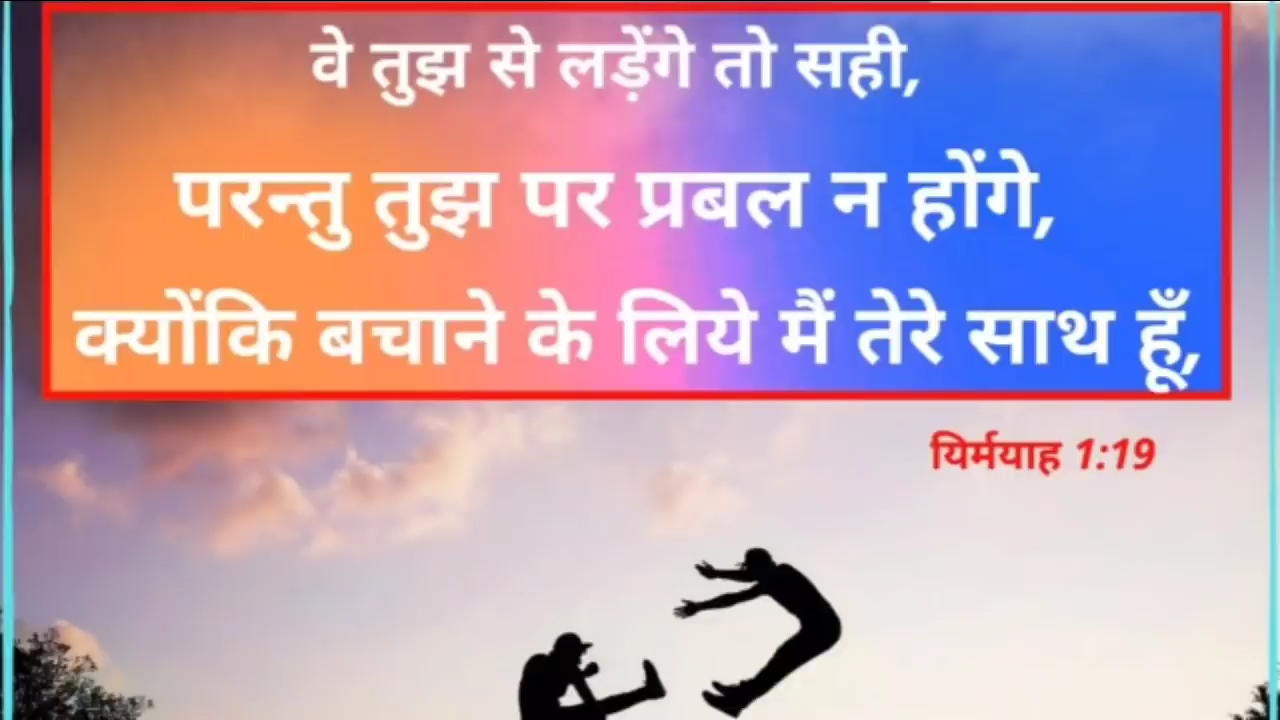 वे तुझ से लड़ेंगे तो सही,
परन्तु तुझ पर प्रबल न होंगे,
क्योंकि बचाने के लिये मैं तेरे साथ हूँ,
यिर्मयाह 1:19